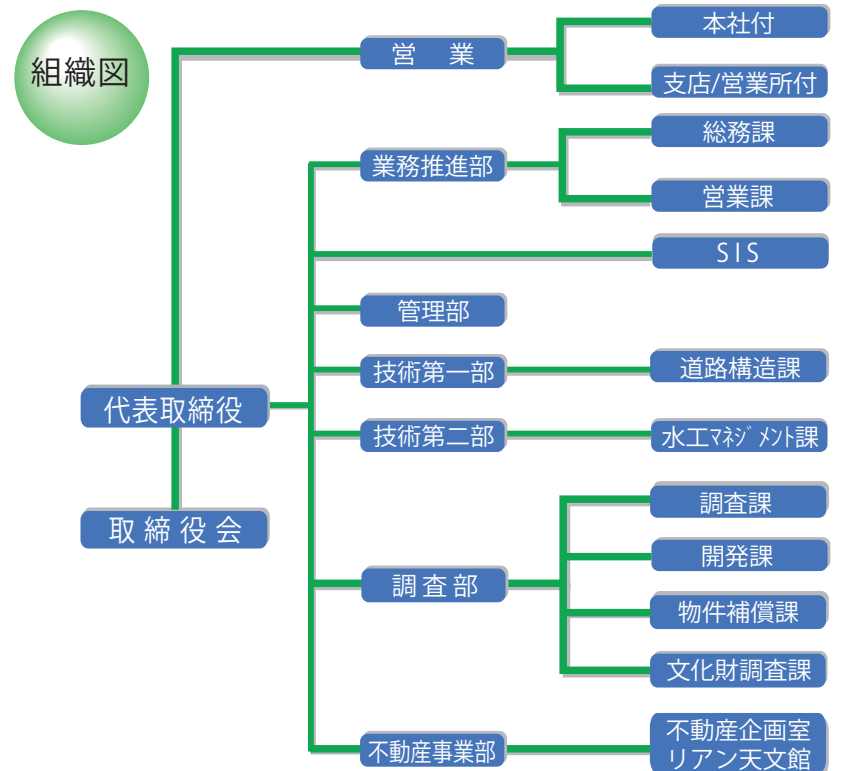 組織図
営　業
本社付
支店/営業所付
業務推進部
総務課
営業課
SIS
管理部
技術第一部
道路構造課
代表取締役
技術第二部
水工ﾏﾈｼﾞﾒﾝﾄ課
取締役会
調査部
調査課
開発課
物件補償課
文化財調査課
不動産事業部
不動産企画室
リアン天文館